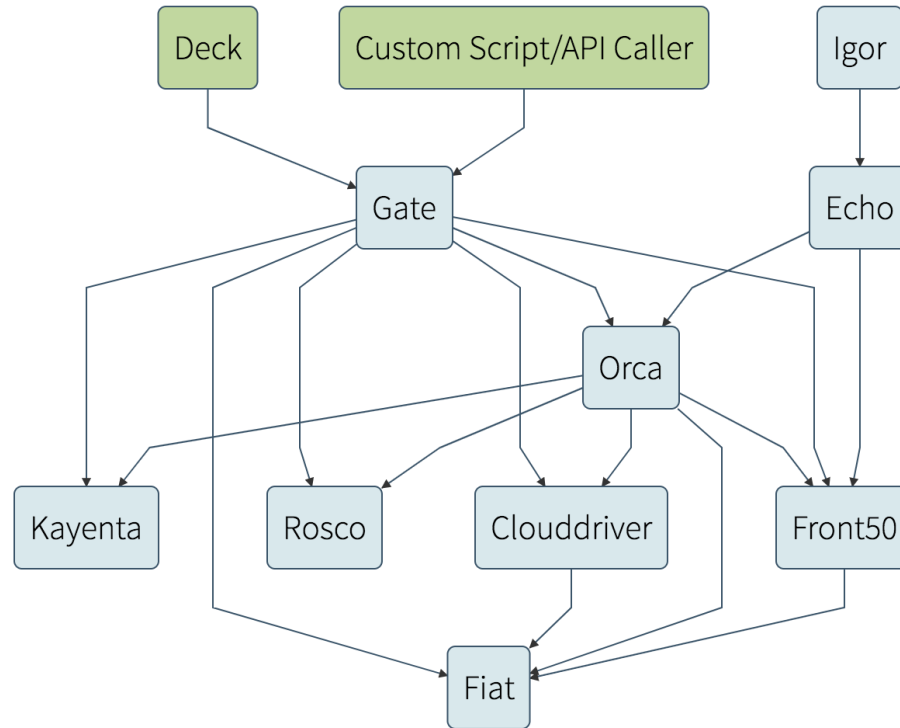 Deck
Custom Script/API Caller
Igor
Gate
Echo
Orca
Kayenta
Rosco
Clouddriver
Front50
Fiat